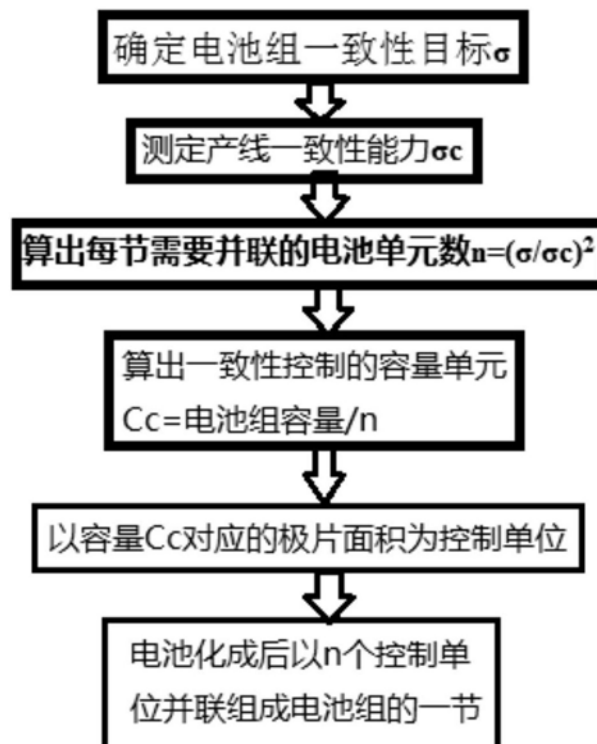 确定电池组一致性目标σ
测定产线一致性能力σc
算出每节需要并联的电池单元数n=(σ/σc)²
算出一致性控制的容量单元
Cc=电池组容量/n
以容量Cc对应的极片面积为控制单位
电池化成后以n个控制单
位并联组成电池组的一节